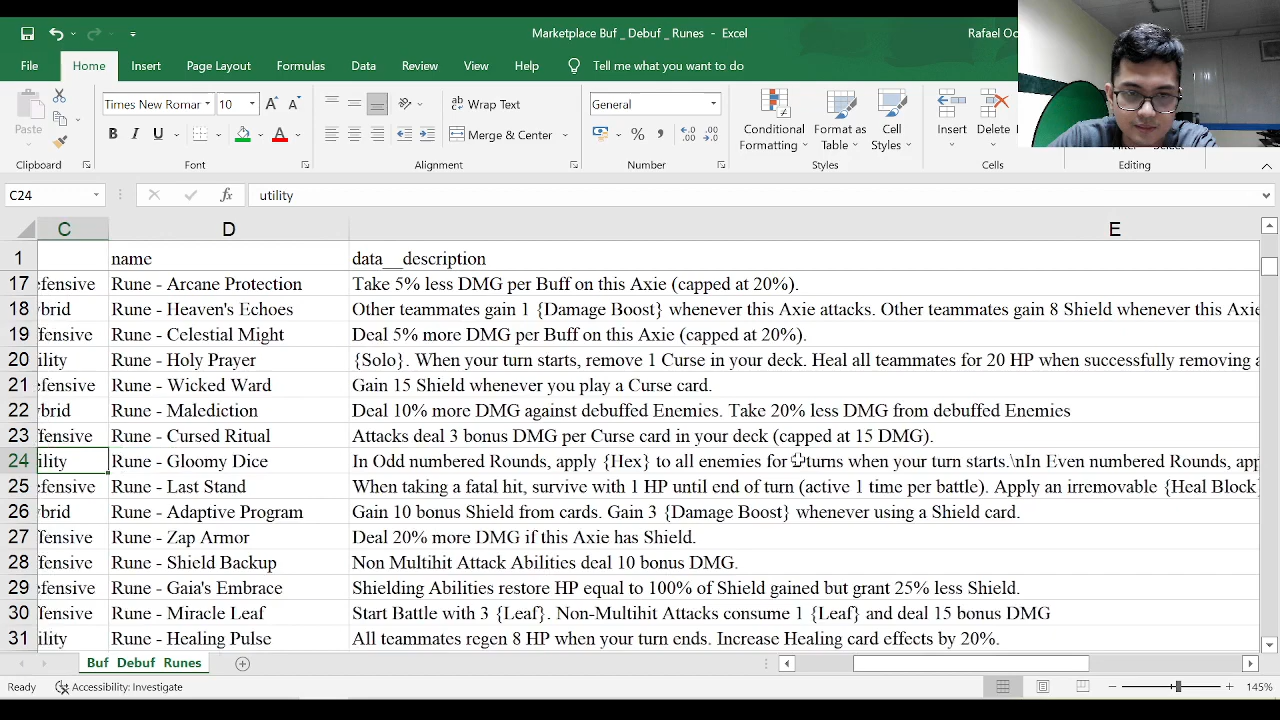 Marketplace Buf _ Debuf _ Runes - Excel
Rafael Oc
File Home Insert Page Layout Formulas Data Review View Help Tell me what you want to do
Paste
Times New Romar 10
B I U
Wrap Text
Merge & Center
General
Conditional Formatting
Format as Table
Cell Styles
Insert Delete
Clipboard Font Alignment Number Styles Cells Editing
C24 fx utility
C D E
1 name data__description
17 efensive Rune - Arcane Protection Take 5% less DMG per Buff on this Axie (capped at 20%).
18 ybrid Rune - Heaven's Echoes Other teammates gain 1 {Damage Boost} whenever this Axie attacks. Other teammates gain 8 Shield whenever this Axie
19 ffensive Rune - Celestial Might Deal 5% more DMG per Buff on this Axie (capped at 20%).
20 ility Rune - Holy Prayer {Solo}. When your turn starts, remove 1 Curse in your deck. Heal all teammates for 20 HP when successfully removing a
21 efensive Rune - Wicked Ward Gain 15 Shield whenever you play a Curse card.
22 ybrid Rune - Malediction Deal 10% more DMG against debuffed Enemies. Take 20% less DMG from debuffed Enemies
23 ffensive Rune - Cursed Ritual Attacks deal 3 bonus DMG per Curse card in your deck (capped at 15 DMG).
24 ility Rune - Gloomy Dice In Odd numbered Rounds, apply {Hex} to all enemies for turns when your turn starts.\nIn Even numbered Rounds, app
25 efensive Rune - Last Stand When taking a fatal hit, survive with 1 HP until end of turn (active 1 time per battle). Apply an irremovable {Heal Block}
26 ybrid Rune - Adaptive Program Gain 10 bonus Shield from cards. Gain 3 {Damage Boost} whenever using a Shield card.
27 ffensive Rune - Zap Armor Deal 20% more DMG if this Axie has Shield.
28 ffensive Rune - Shield Backup Non Multihit Attack Abilities deal 10 bonus DMG.
29 efensive Rune - Gaia's Embrace Shielding Abilities restore HP equal to 100% of Shield gained but grant 25% less Shield.
30 ffensive Rune - Miracle Leaf Start Battle with 3 {Leaf}. Non-Multihit Attacks consume 1 {Leaf} and deal 15 bonus DMG
31 ility Rune - Healing Pulse All teammates regen 8 HP when your turn ends. Increase Healing card effects by 20%.
Buf_Debuf_Runes
Ready Accessibility: Investigate 145%